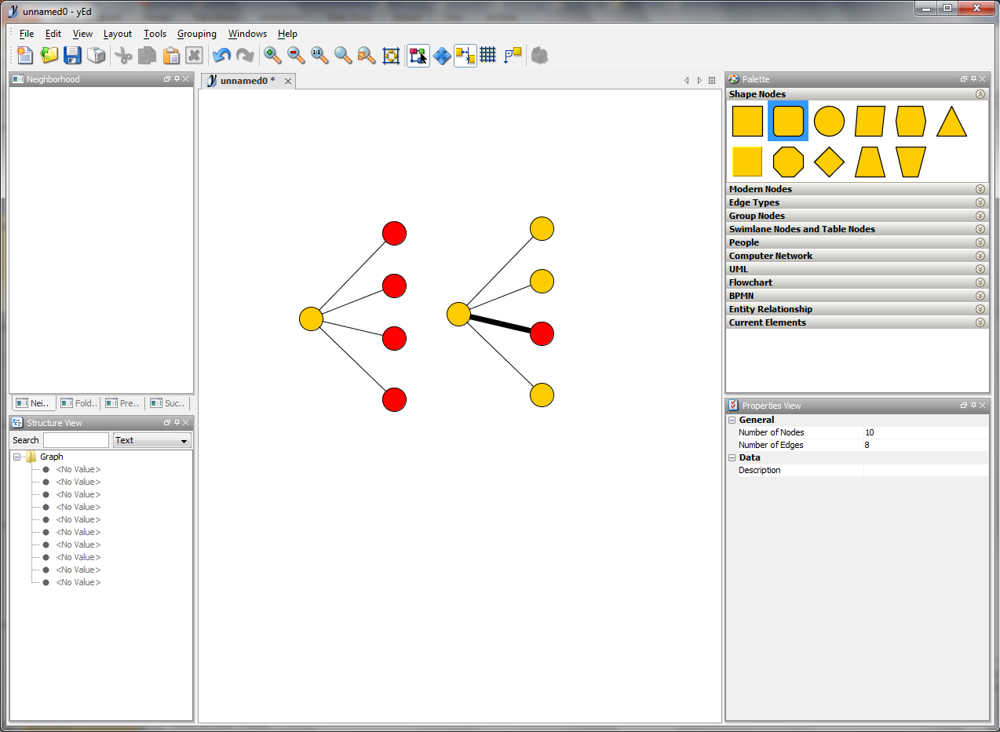 unnamed0 - yEd
File Edit View Layout Tools Grouping Windows Help
1:1
Neighborhood
unnamed0 *
Palette
Shape Nodes
Modern Nodes
Edge Types
Group Nodes
Swimlane Nodes and Table Nodes
People
Computer Network
UML
Flowchart
BPMN
Entity Relationship
Current Elements
Nei.. Fold.. Pre.. Suc..
Structure View
Search Text
Graph
<No Value>
<No Value>
<No Value>
<No Value>
<No Value>
<No Value>
<No Value>
<No Value>
<No Value>
<No Value>
Properties View
General
Number of Nodes 10
Number of Edges 8
Data
Description